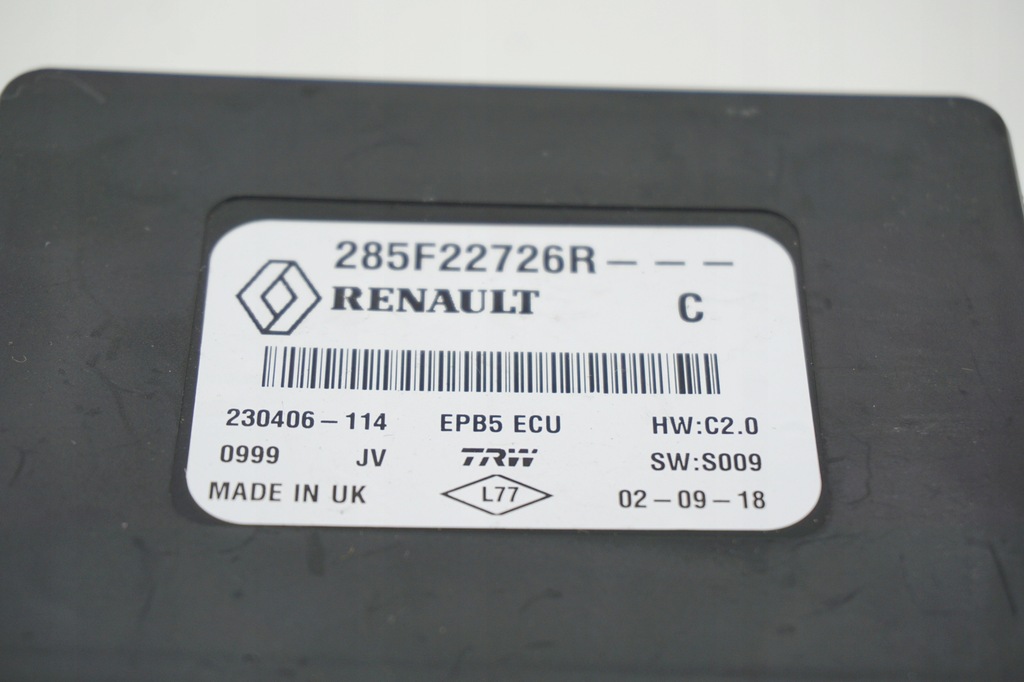 285F22726R– – –
RENAULT C
230406–114 EPB5 ECU HW:C2.0
0999 JV TRW SW:S009
MADE IN UK L77 02–09–18